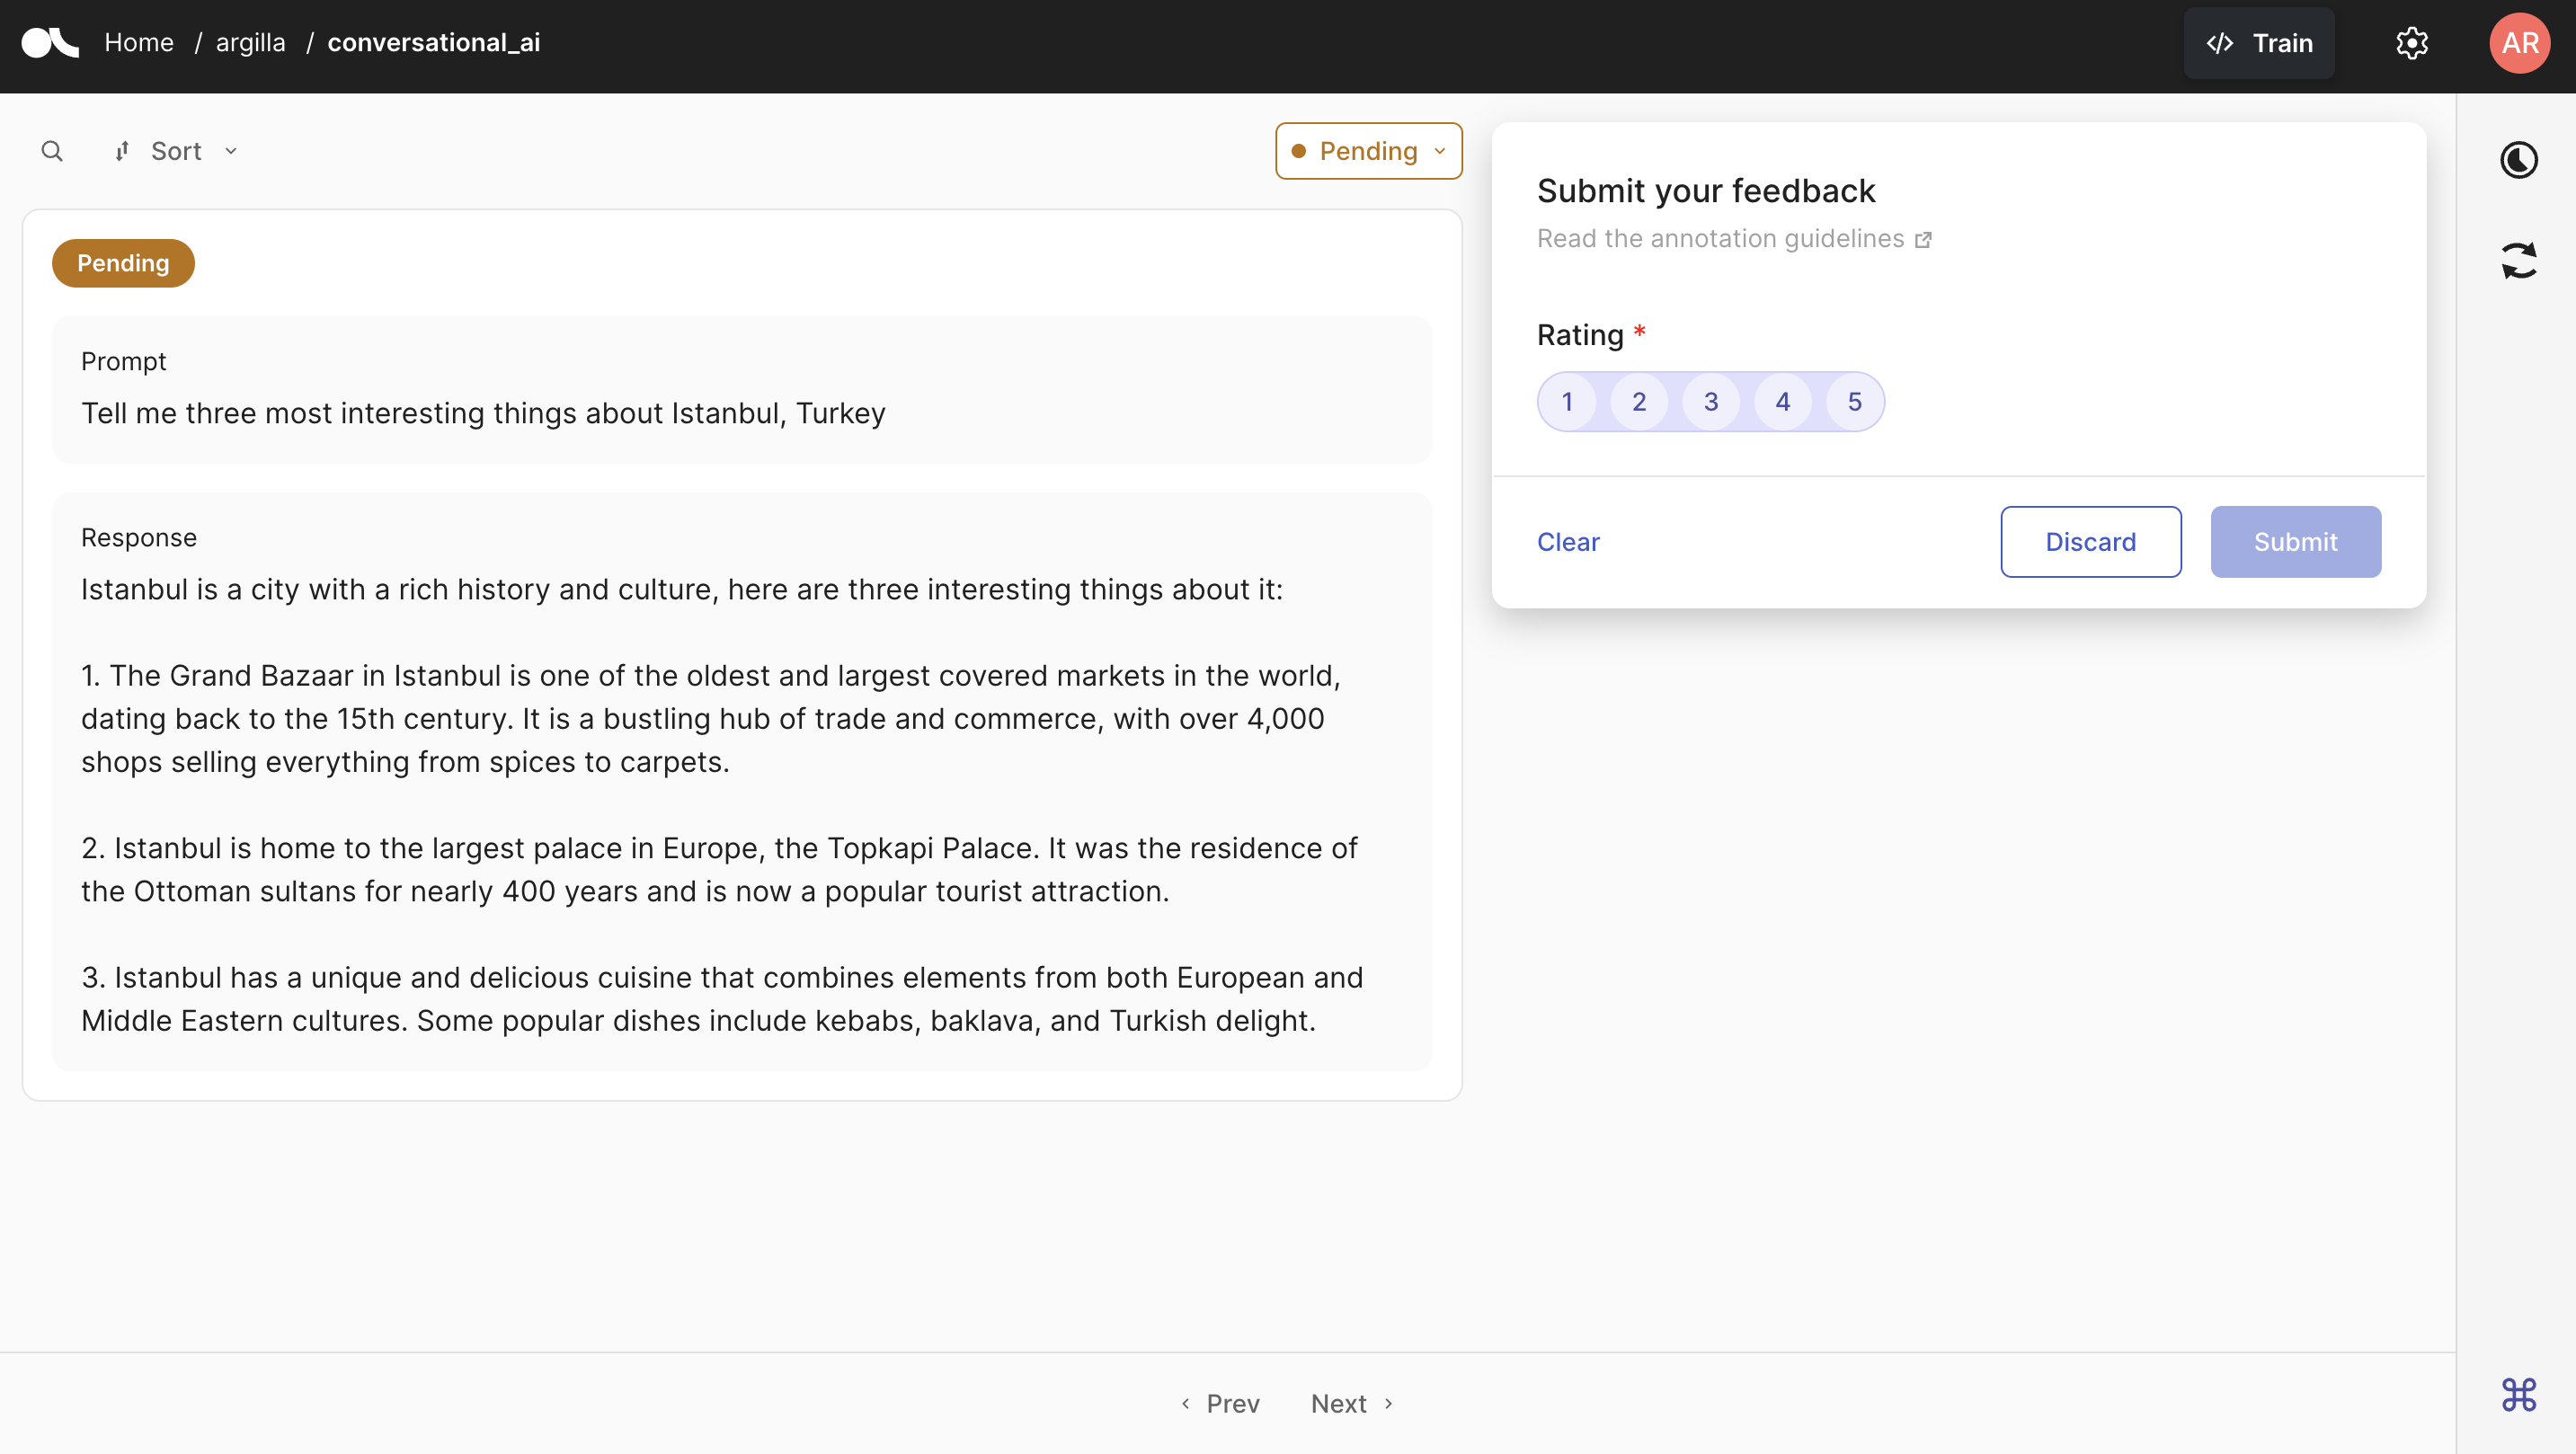 Home / argilla / conversational_ai
Train
AR
Sort
Pending
Pending
Prompt
Tell me three most interesting things about Istanbul, Turkey
Response
Istanbul is a city with a rich history and culture, here are three interesting things about it:
1. The Grand Bazaar in Istanbul is one of the oldest and largest covered markets in the world,
dating back to the 15th century. It is a bustling hub of trade and commerce, with over 4,000
shops selling everything from spices to carpets.
2. Istanbul is home to the largest palace in Europe, the Topkapi Palace. It was the residence of
the Ottoman sultans for nearly 400 years and is now a popular tourist attraction.
3. Istanbul has a unique and delicious cuisine that combines elements from both European and
Middle Eastern cultures. Some popular dishes include kebabs, baklava, and Turkish delight.
Submit your feedback
Read the annotation guidelines
Rating *
1 2 3 4 5
Clear
Discard
Submit
Prev
Next